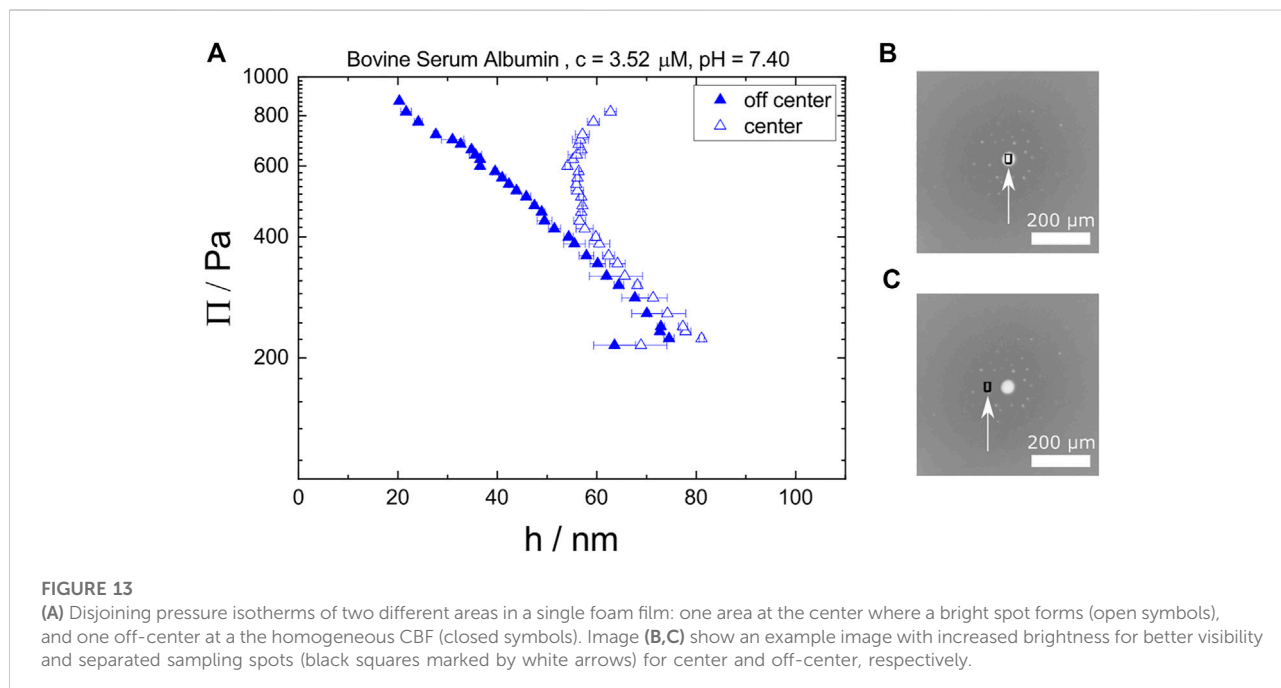 A
Bovine Serum Albumin , c = 3.52 μM, pH = 7.40
1000
800
600
400
200
Π / Pa
off center
center
0
20
40
60
80
100
h / nm
B
200 μm
C
200 μm
FIGURE 13
(A) Disjoining pressure isotherms of two different areas in a single foam film: one area at the center where a bright spot forms (open symbols),
and one off-center at a the homogeneous CBF (closed symbols). Image (B,C) show an example image with increased brightness for better visibility
and separated sampling spots (black squares marked by white arrows) for center and off-center, respectively.